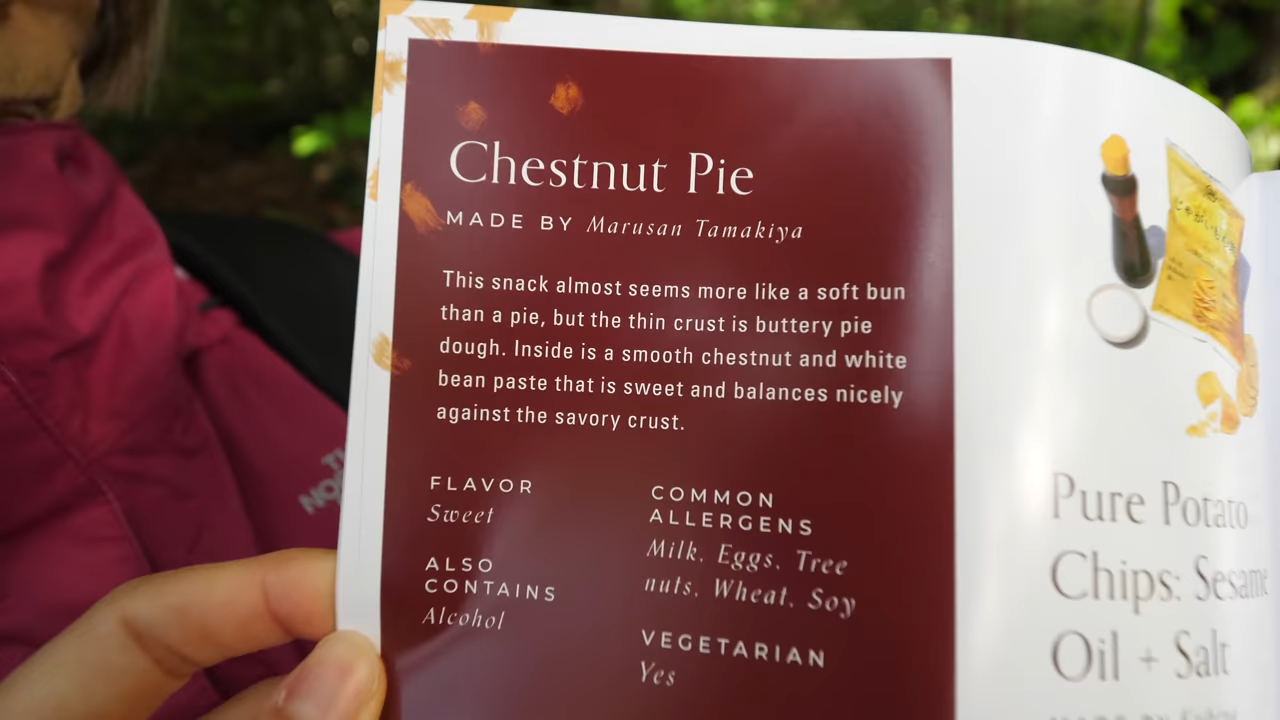 Chestnut Pie
MADE BY Marusan Tamakiya
This snack almost seems more like a soft bun
than a pie, but the thin crust is buttery pie
dough. Inside is a smooth chestnut and white
bean paste that is sweet and balances nicely
against the savory crust.
FLAVOR
Sweet
ALSO
CONTAINS
Alcohol
COMMON
ALLERGENS
Milk, Eggs, Tree
nuts, Wheat, Soy
VEGETARIAN
Yes
Pure Potato
Chips: Sesame
Oil + Salt